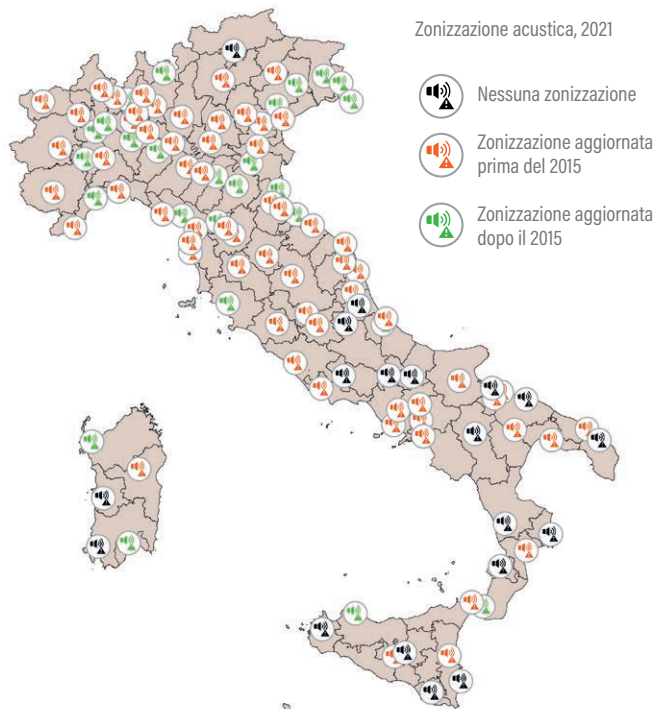 Zonizzazione acustica, 2021
Nessuna zonizzazione
Zonizzazione aggiornata
prima del 2015
Zonizzazione aggiornata
dopo il 2015